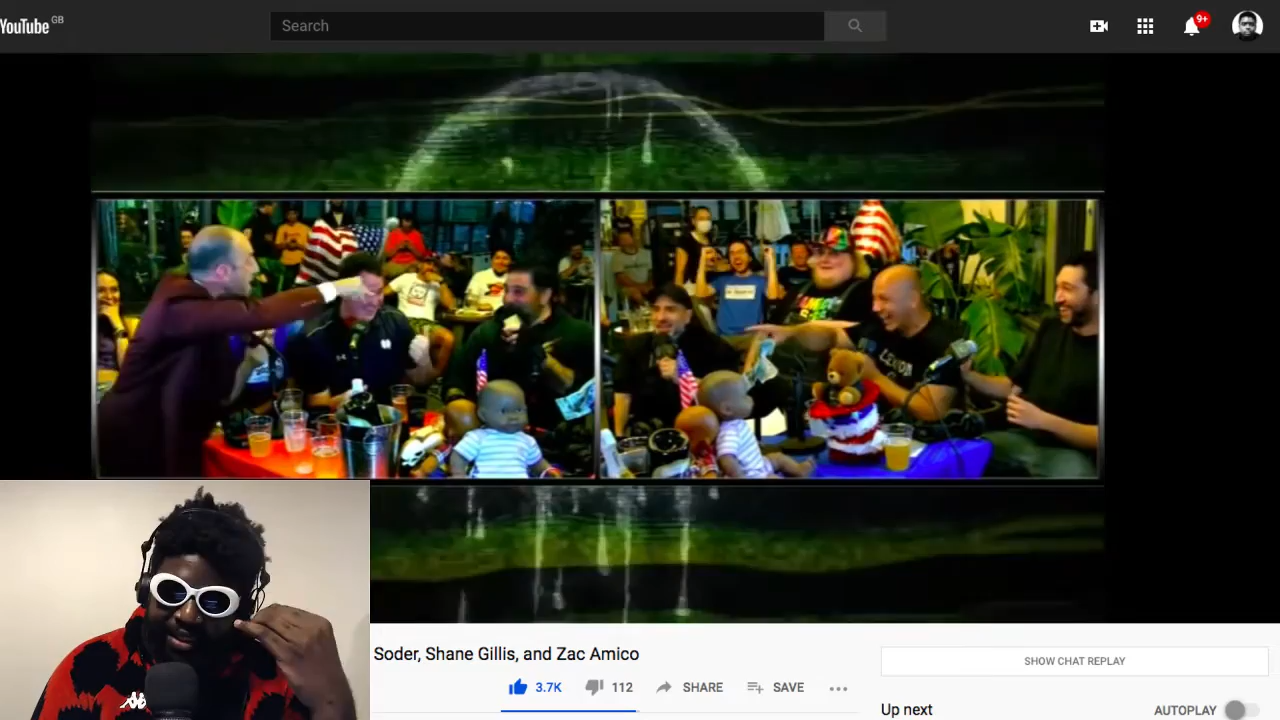 YouTube GB
Search
9+
Soder, Shane Gillis, and Zac Amico
3.7K
112
SHARE
SAVE
SHOW CHAT REPLAY
Up next
AUTOPLAY